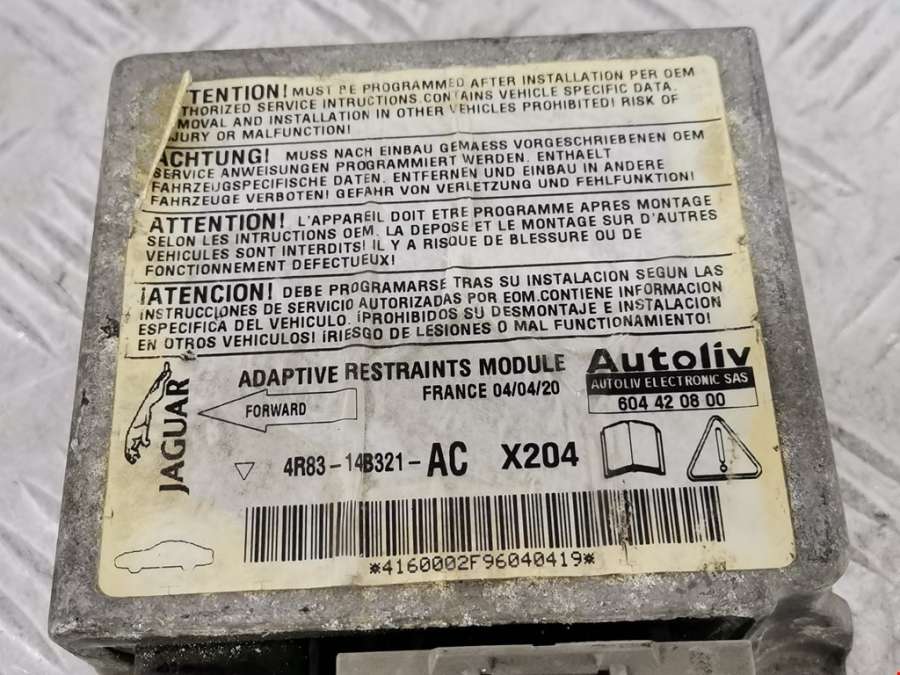 TENTION! MUST BE PROGRAMMED AFTER INSTALLATION PER OEM
THORIZED SERVICE INTRUCTIONS.CONTAINS VEHICLE SPECIFIC DATA.
MOVAL AND INSTALLATION IN OTHER VEHICLES PROHIBITED! RISK OF
JURY OR MALFUNCTION!
ACHTUNG! MUSS NACH EINBAU GEMAESS VORGESCHRIEBENEN OEM
SERVICE ANWEISUNGEN PROGRAMMIERT WERDEN. ENTHAELT
FAHRZEUGSPEZIFISCHE DATEN. ENTFERNEN UND EINBAU IN ANDERE
FAHRZEUGE VERBOTEN! GEFAHR VON VERLETZUNG UND FEHLFUNKTION!
ATTENTION! L'APPAREIL DOIT ETRE PROGRAMME APRES MONTAGE
SELON LES INTRUCTIONS OEM. LA DEPOSE ET LE MONTAGE SUR D'AUTRES
VEHICULES SONT INTERDITS! IL Y A RISQUE DE BLESSURE OU DE
FONCTIONNEMENT DEFECTUEUX!
¡ATENCION! DEBE PROGRAMARSE TRAS SU INSTALACION SEGUN LAS
INSTRUCCIONES DE SERVICIO AUTORIZADAS POR EOM.CONTIENE INFORMACION
ESPECIFICA DEL VEHICULO. ¡PROHIBIDOS SU DESMONTAJE E INSTALACION
EN OTROS VEHICULOS! ¡RIESGO DE LESIONES O MAL FUNCTIONAMIENTO!
JAGUAR
ADAPTIVE RESTRAINTS MODULE
FRANCE 04/04/20
Autoliv
AUTOLIV ELECTRONIC SAS
604 42 08 00
FORWARD
4R83-14B321-AC X204
*4160002F96040419*